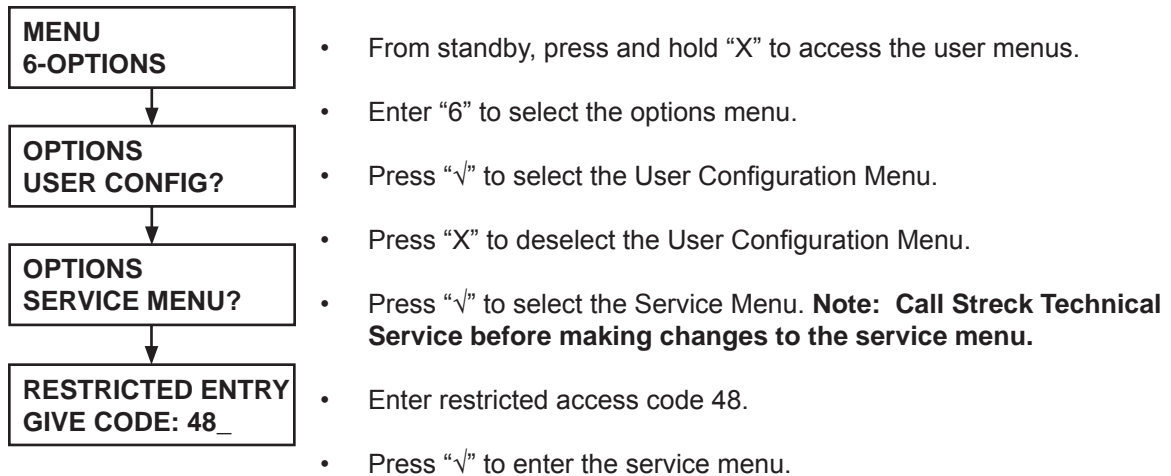 MENU
6-OPTIONS
OPTIONS
USER CONFIG?
OPTIONS
SERVICE MENU?
RESTRICTED ENTRY
GIVE CODE: 48_
• From standby, press and hold “X” to access the user menus.
• Enter “6” to select the options menu.
• Press “√” to select the User Configuration Menu.
• Press “X” to deselect the User Configuration Menu.
• Press “√” to select the Service Menu. Note: Call Streck Technical
Service before making changes to the service menu.
• Enter restricted access code 48.
• Press “√” to enter the service menu.